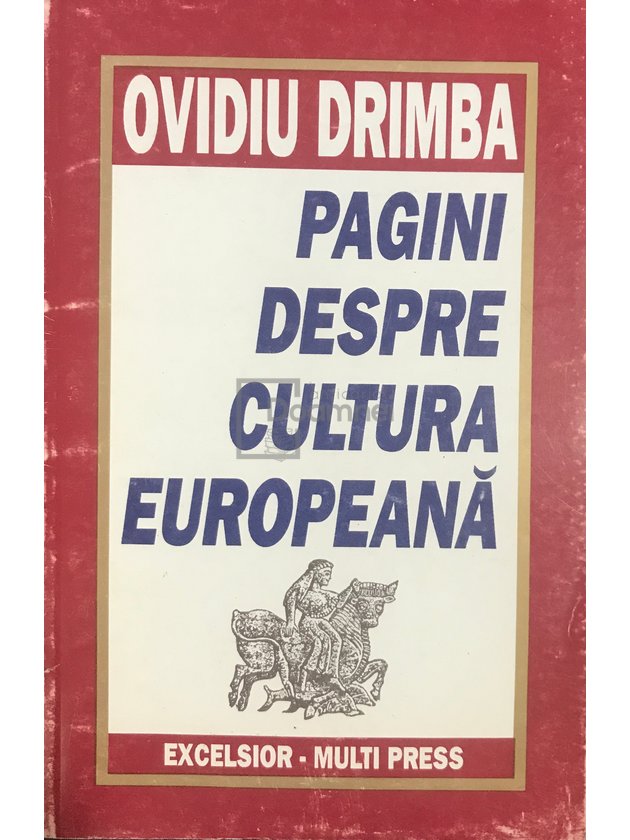 OVIDIU DRIMBA
PAGINI
DESPRE
CULTURA
EUROPEANĂ
EXCELSIOR - MULTI PRESS